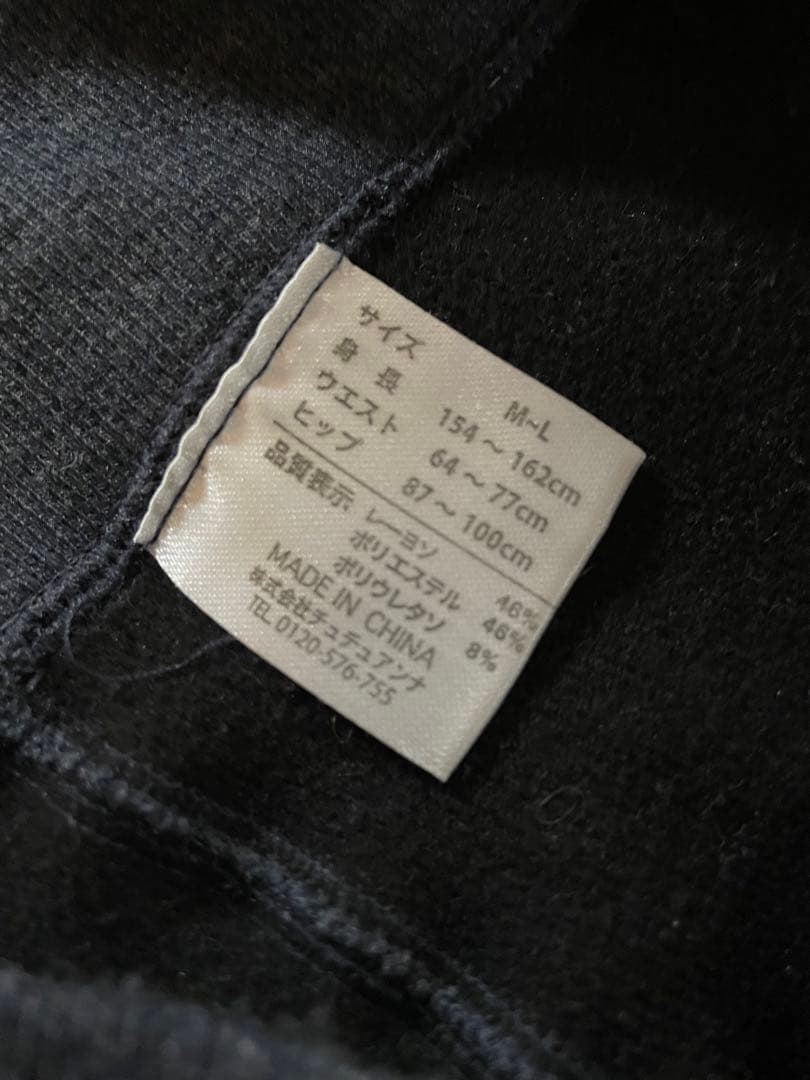 サイズ M~L
身長 154～162cm
ウエスト 64～77cm
ヒップ 87～100cm
品質表示
レーヨン 46%
ポリエステル 46%
ポリウレタン 8%
MADE IN CHINA
株式会社チュチュアンナ
TEL 0120-576-755